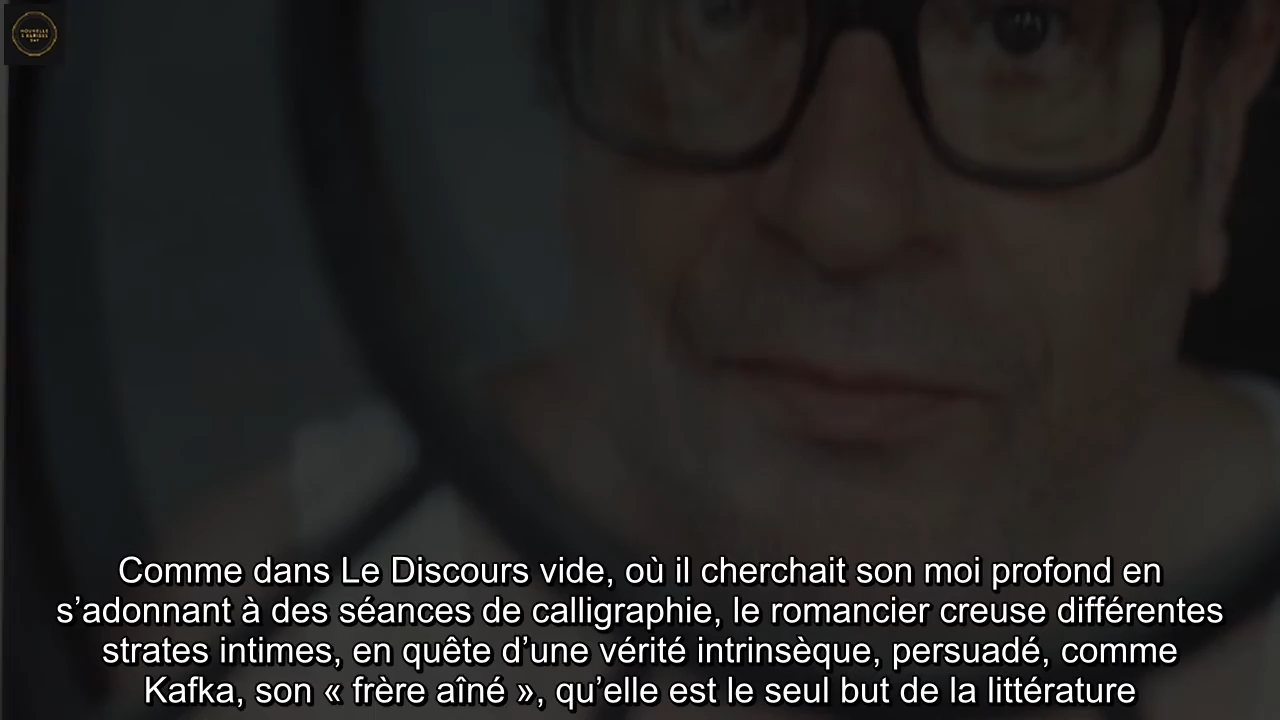 NOUVELLE
Comme dans Le Discours vide, où il cherchait son moi profond en
s’adonnant à des séances de calligraphie, le romancier creuse différentes
strates intimes, en quête d’une vérité intrinsèque, persuadé, comme
Kafka, son « frère aîné », qu’elle est le seul but de la littérature